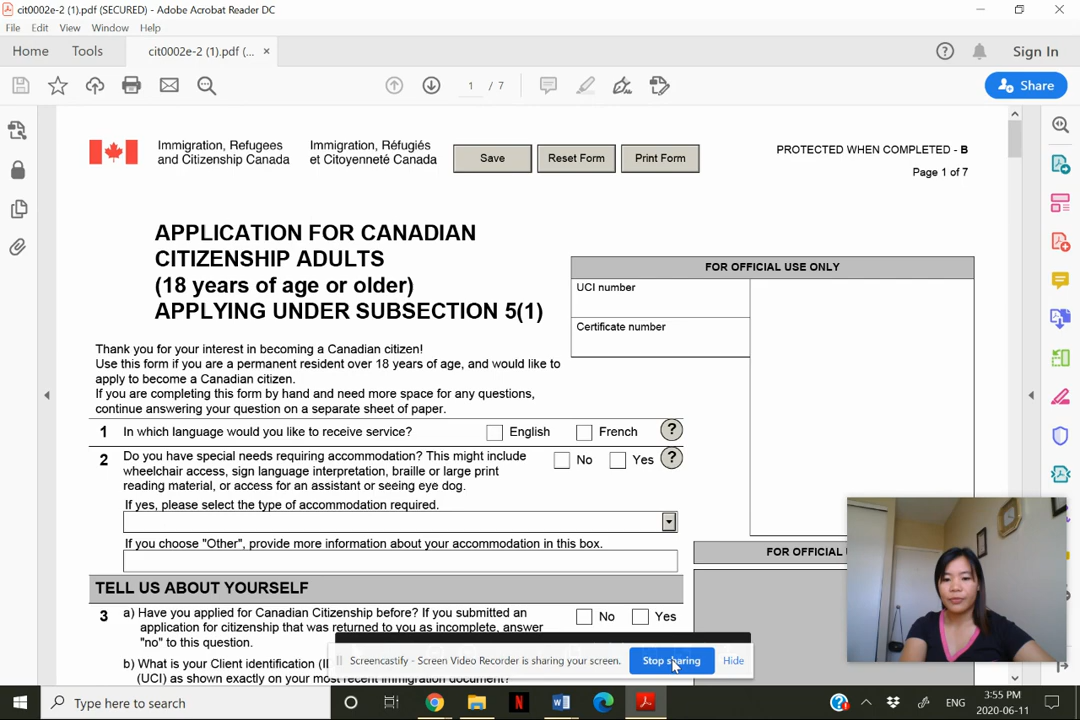 cit0002e-2 (1).pdf (SECURED) - Adobe Acrobat Reader DC
File Edit View Window Help
Home Tools cit0002e-2 (1).pdf (... × Sign In
1 / 7 Share
Immigration, Refugees
and Citizenship Canada
Immigration, Réfugiés
et Citoyenneté Canada
Save Reset Form Print Form
PROTECTED WHEN COMPLETED - B
Page 1 of 7
APPLICATION FOR CANADIAN
CITIZENSHIP ADULTS
(18 years of age or older)
APPLYING UNDER SUBSECTION 5(1)
FOR OFFICIAL USE ONLY
UCI number
Certificate number
Thank you for your interest in becoming a Canadian citizen!
Use this form if you are a permanent resident over 18 years of age, and would like to
apply to become a Canadian citizen.
If you are completing this form by hand and need more space for any questions,
continue answering your question on a separate sheet of paper.
1 In which language would you like to receive service? English French ?
2 Do you have special needs requiring accommodation? This might include
wheelchair access, sign language interpretation, braille or large print
reading material, or access for an assistant or seeing eye dog.
No Yes ?
If yes, please select the type of accommodation required.
If you choose "Other", provide more information about your accommodation in this box.
FOR OFFICIAL U
TELL US ABOUT YOURSELF
3 a) Have you applied for Canadian Citizenship before? If you submitted an
application for citizenship that was returned to you as incomplete, answer
"no" to this question.
No Yes
b) What is your Client identification (I
(UCI) as shown exactly on your most recent immigration document?
Screencastify - Screen Video Recorder is sharing your screen. Stop sharing Hide
Type here to search
ENG
3:55 PM
2020-06-11